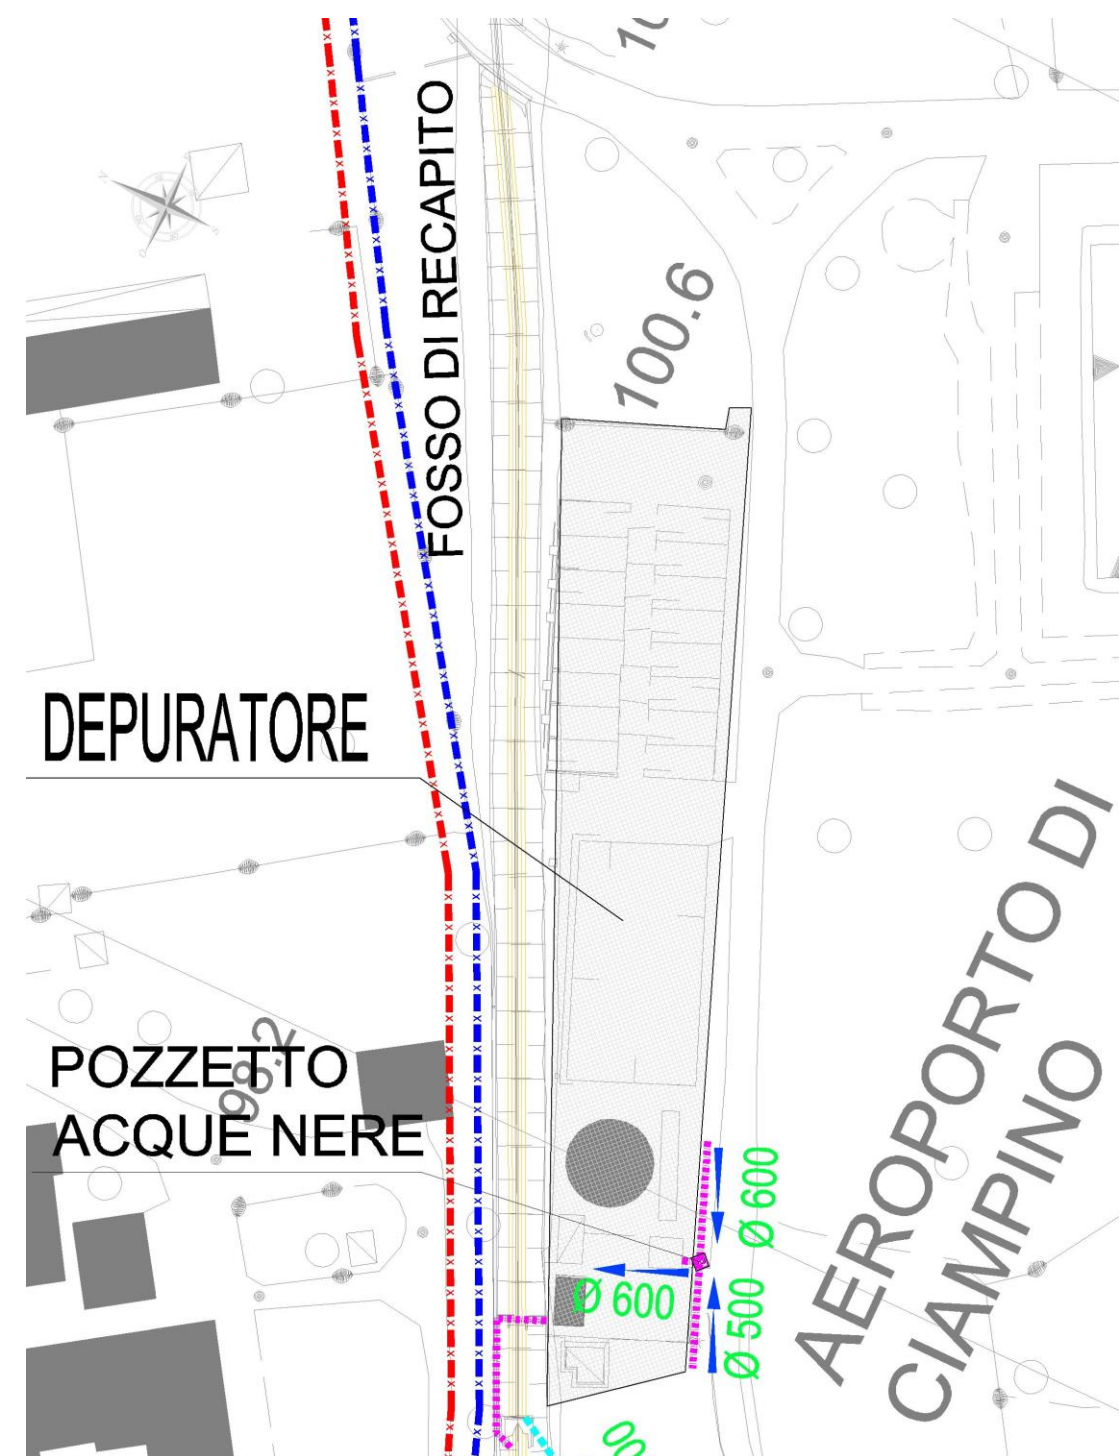 FOSSO DI RECAPITO
100.6
DEPURATORE
98.2
POZZETTO
ACQUE NERE
Ø 600
Ø 600
Ø 500
AEROPORTO DI
CIAMPINO